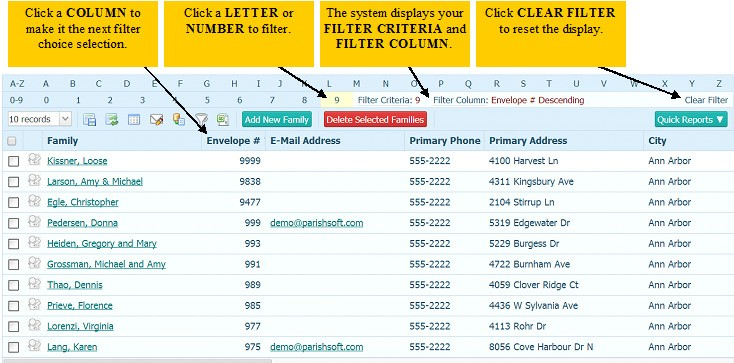 Click a COLUMN to
make it the next filter
choice selection.
Click a LETTER or
NUMBER to filter.
The system displays your
FILTER CRITERIA and
FILTER COLUMN.
Click CLEAR FILTER
to reset the display.
A-Z A B C D E F G H I J K L M N O P Q R S T U V W X Y Z
0-9 0 1 2 3 4 5 6 7 8 9 Filter Criteria: 9 Filter Column: Envelope # Descending Clear Filter
10 records Add New Family Delete Selected Families Quick Reports ▼
Family Envelope # E-Mail Address Primary Phone Primary Address City
Kissner, Loose 9999 555-2222 4100 Harvest Ln Ann Arbor
Larson, Amy & Michael 9838 555-2222 4311 Kingsbury Ave Ann Arbor
Egle, Christopher 9477 555-2222 2104 Stirrup Ln Ann Arbor
Pedersen, Donna 999 demo@parishsoft.com 555-2222 5319 Edgewater Dr Ann Arbor
Heiden, Gregory and Mary 993 555-2222 5229 Burgess Dr Ann Arbor
Grossman, Michael and Amy 991 555-2222 4722 Burnham Ave Ann Arbor
Thao, Dennis 989 555-2222 4059 Clover Ridge Ct Ann Arbor
Prieve, Florence 985 555-2222 4436 W Sylvania Ave Ann Arbor
Lorenzi, Virginia 977 555-2222 4113 Rohr Dr Ann Arbor
Lang, Karen 975 demo@parishsoft.com 555-2222 8056 Cove Harbour Dr N Ann Arbor